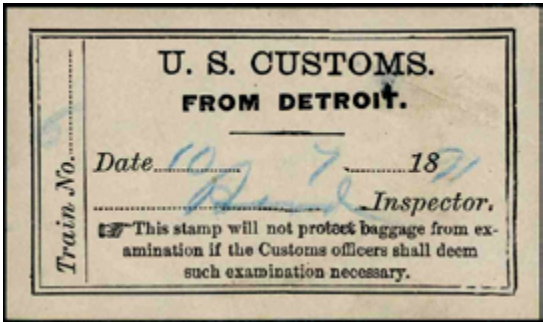 U. S. CUSTOMS.
FROM DETROIT.
Date 10 7 1891
Inspector.
☞ This stamp will not protect baggage from ex-
amination if the Customs officers shall deem
such examination necessary.
Train No.